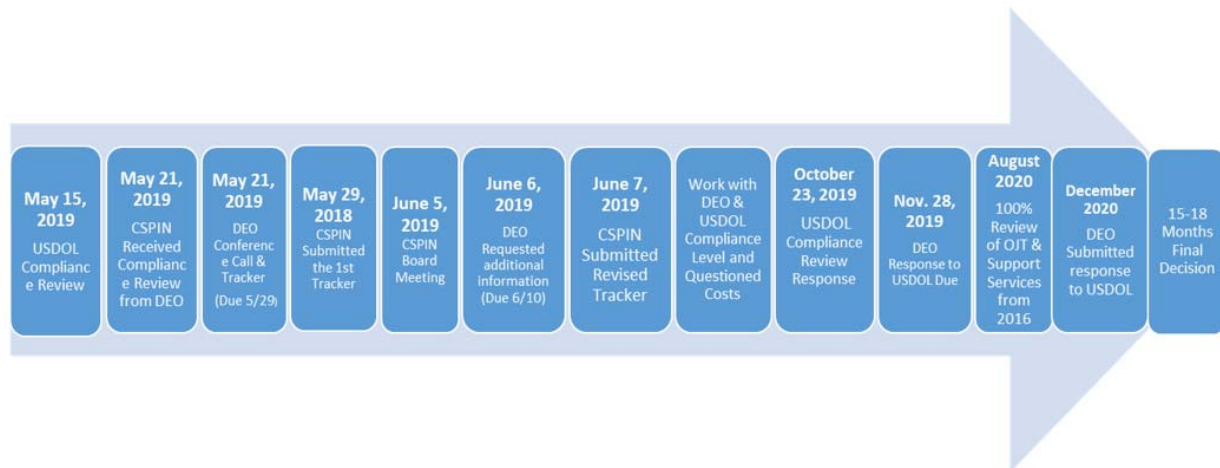 May 15,
2019
USDOL
Complianc
e Review
May 21,
2019
CSPIN
Received
Complianc
e Review
from DEO
May 21,
2019
DEO
Conferenc
e Call &
Tracker
(Due 5/29)
May 29,
2018
CSPIN
Submitted
the 1st
Tracker
June 5,
2019
CSPIN
Board
Meeting
June 6,
2019
DEO
Requested
additional
information
(Due 6/10)
June 7,
2019
CSPIN
Submitted
Revised
Tracker
Work with
DEO &
USDOL
Compliance
Level and
Questioned
Costs
October
23, 2019
USDOL
Compliance
Review
Response
Nov. 28,
2019
DEO
Response to
USDOL Due
August
2020
100%
Review
of OJT &
Support
Services
from
2016
December
2020
DEO
Submitted
response
to USDOL
15-18
Months
Final
Decision